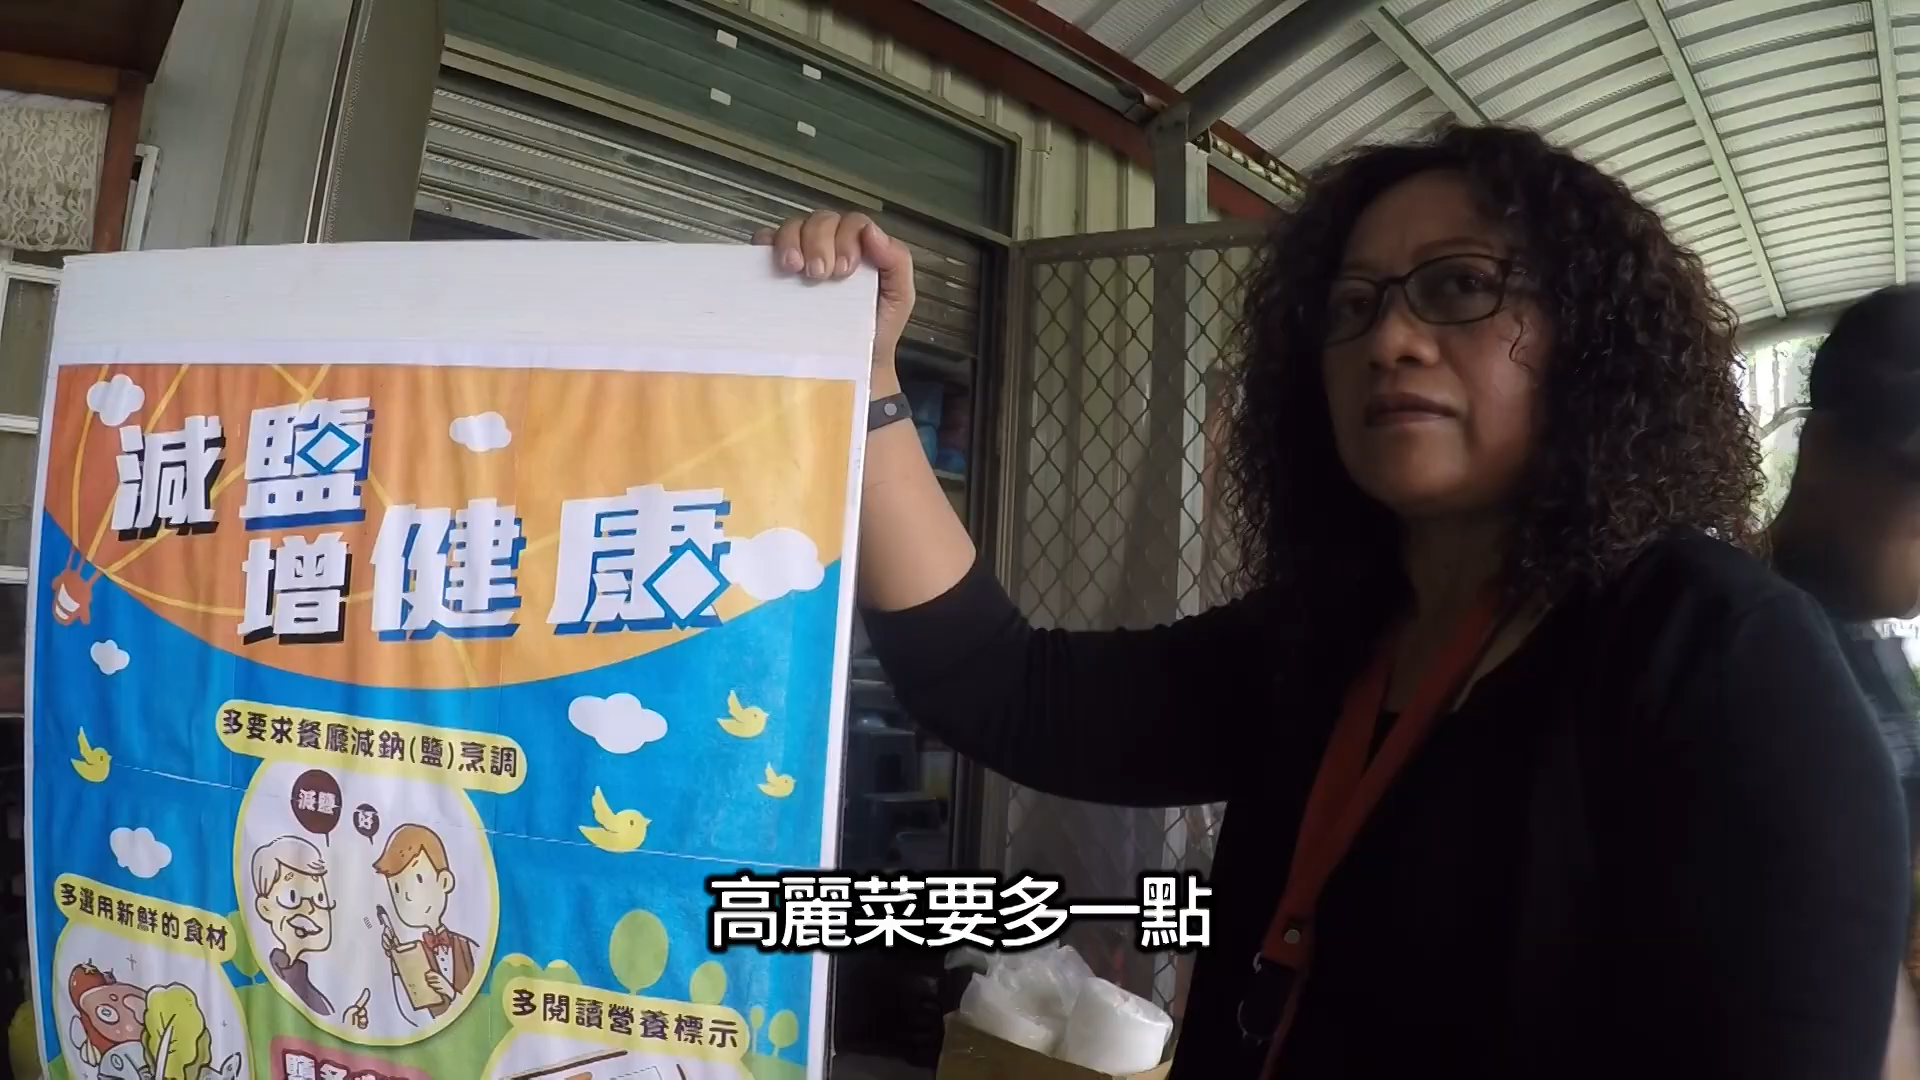 減鹽
增健康
多要求餐廳減鈉(鹽)烹調
減鹽
好
多選用新鮮的食材
多閱讀營養標示
高麗菜要多一點